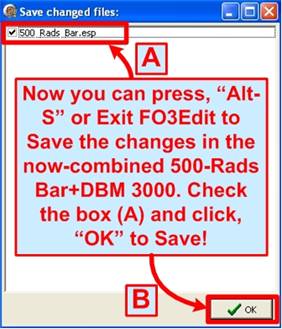 Save changed files:
500_Rads_Bar.esp
A
Now you can press, “Alt-
S” or Exit FO3Edit to
Save the changes in the
now-combined 500-Rads
Bar+DBM 3000. Check
the box (A) and click,
“OK” to Save!
B
OK